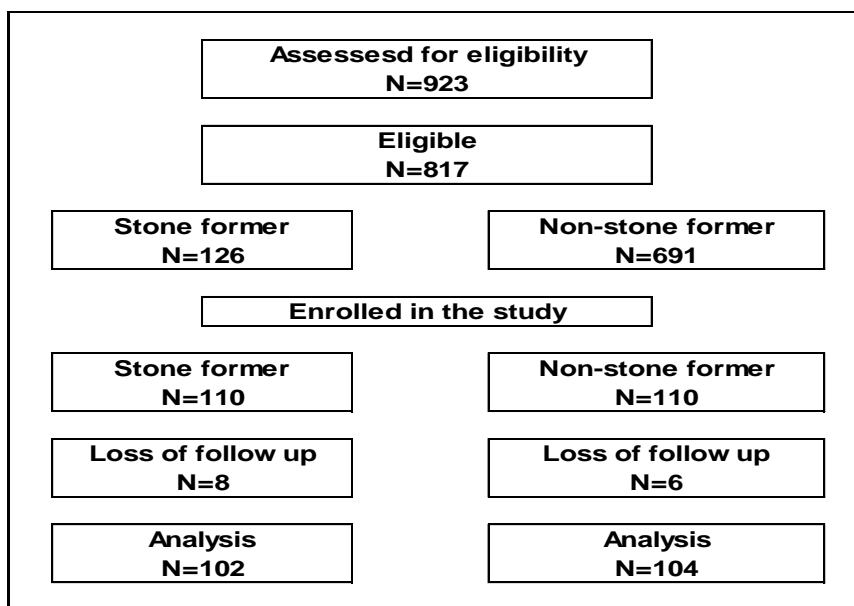 Assessesd for eligibility
N=923
Eligible
N=817
Stone former
N=126
Non-stone former
N=691
Enrolled in the study
Stone former
N=110
Non-stone former
N=110
Loss of follow up
N=8
Loss of follow up
N=6
Analysis
N=102
Analysis
N=104